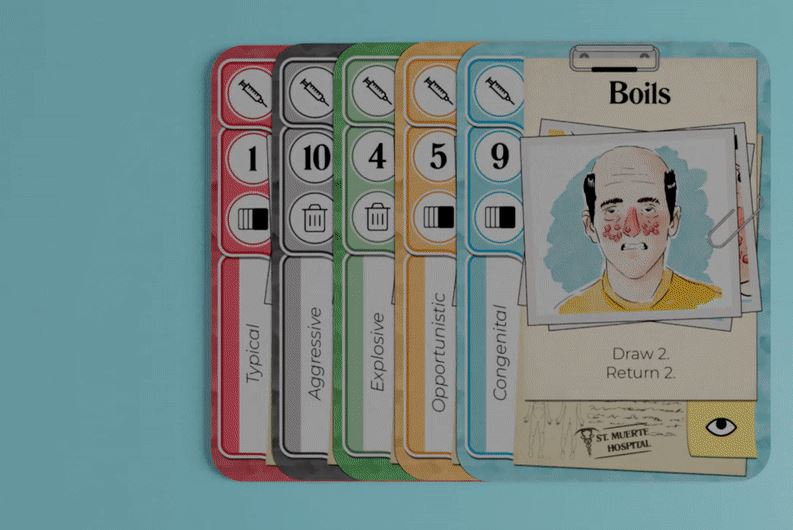 1
10
4
5
9
Typical
Aggressive
Explosive
Opportunistic
Congenital
Boils
Draw 2.
Return 2.
ST. MUERTE
HOSPITAL